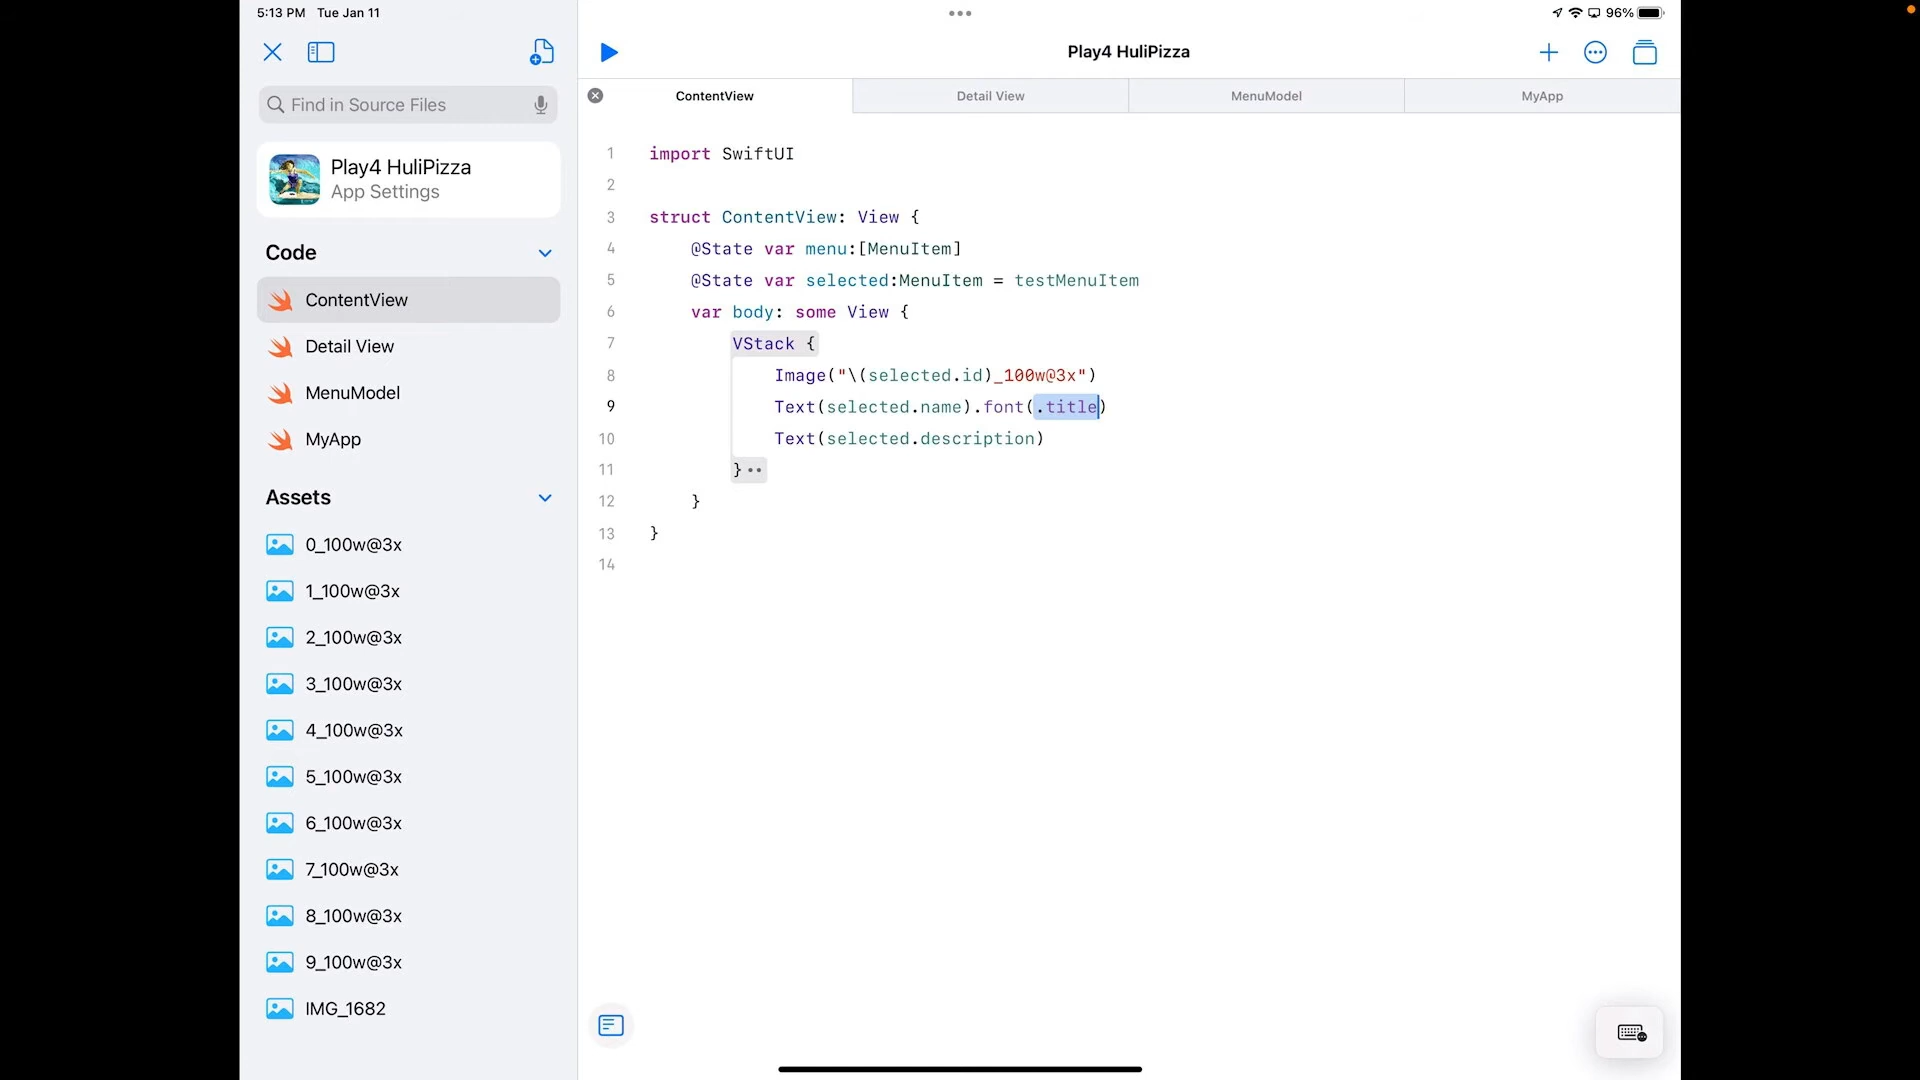 5:13 PM Tue Jan 11
96%
Find in Source Files
Play4 HuliPizza
App Settings
Code
ContentView
Detail View
MenuModel
MyApp
Assets
0_100w@3x
1_100w@3x
2_100w@3x
3_100w@3x
4_100w@3x
5_100w@3x
6_100w@3x
7_100w@3x
8_100w@3x
9_100w@3x
IMG_1682
Play4 HuliPizza
ContentView Detail View MenuModel MyApp
1 import SwiftUI
2
3 struct ContentView: View {
4 @State var menu:[MenuItem]
5 @State var selected:MenuItem = testMenuItem
6 var body: some View {
7 VStack {
8 Image("\(selected.id)_100w@3x")
9 Text(selected.name).font(.title)
10 Text(selected.description)
11 }
12 }
13 }
14